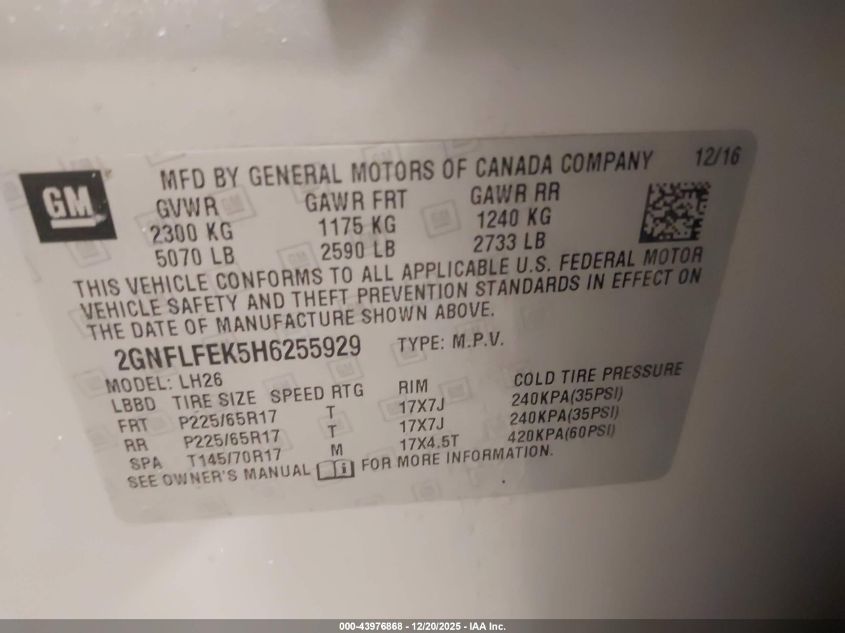 GM
MFD BY GENERAL MOTORS OF CANADA COMPANY 12/16
GVWR GAWR FRT GAWR RR
2300 KG 1175 KG 1240 KG
5070 LB 2590 LB 2733 LB
THIS VEHICLE CONFORMS TO ALL APPLICABLE U.S. FEDERAL MOTOR
VEHICLE SAFETY AND THEFT PREVENTION STANDARDS IN EFFECT ON
THE DATE OF MANUFACTURE SHOWN ABOVE.
2GNFLFEK5H6255929 TYPE: M.P.V.
MODEL: LH26
LBBD TIRE SIZE SPEED RTG RIM COLD TIRE PRESSURE
FRT P225/65R17 T 17X7J 240KPA(35PSI)
RR P225/65R17 T 17X7J 240KPA(35PSI)
SPA T145/70R17 M 17X4.5T 420KPA(60PSI)
SEE OWNER'S MANUAL FOR MORE INFORMATION.
000-43976868 - 12/20/2025 - IAA Inc.